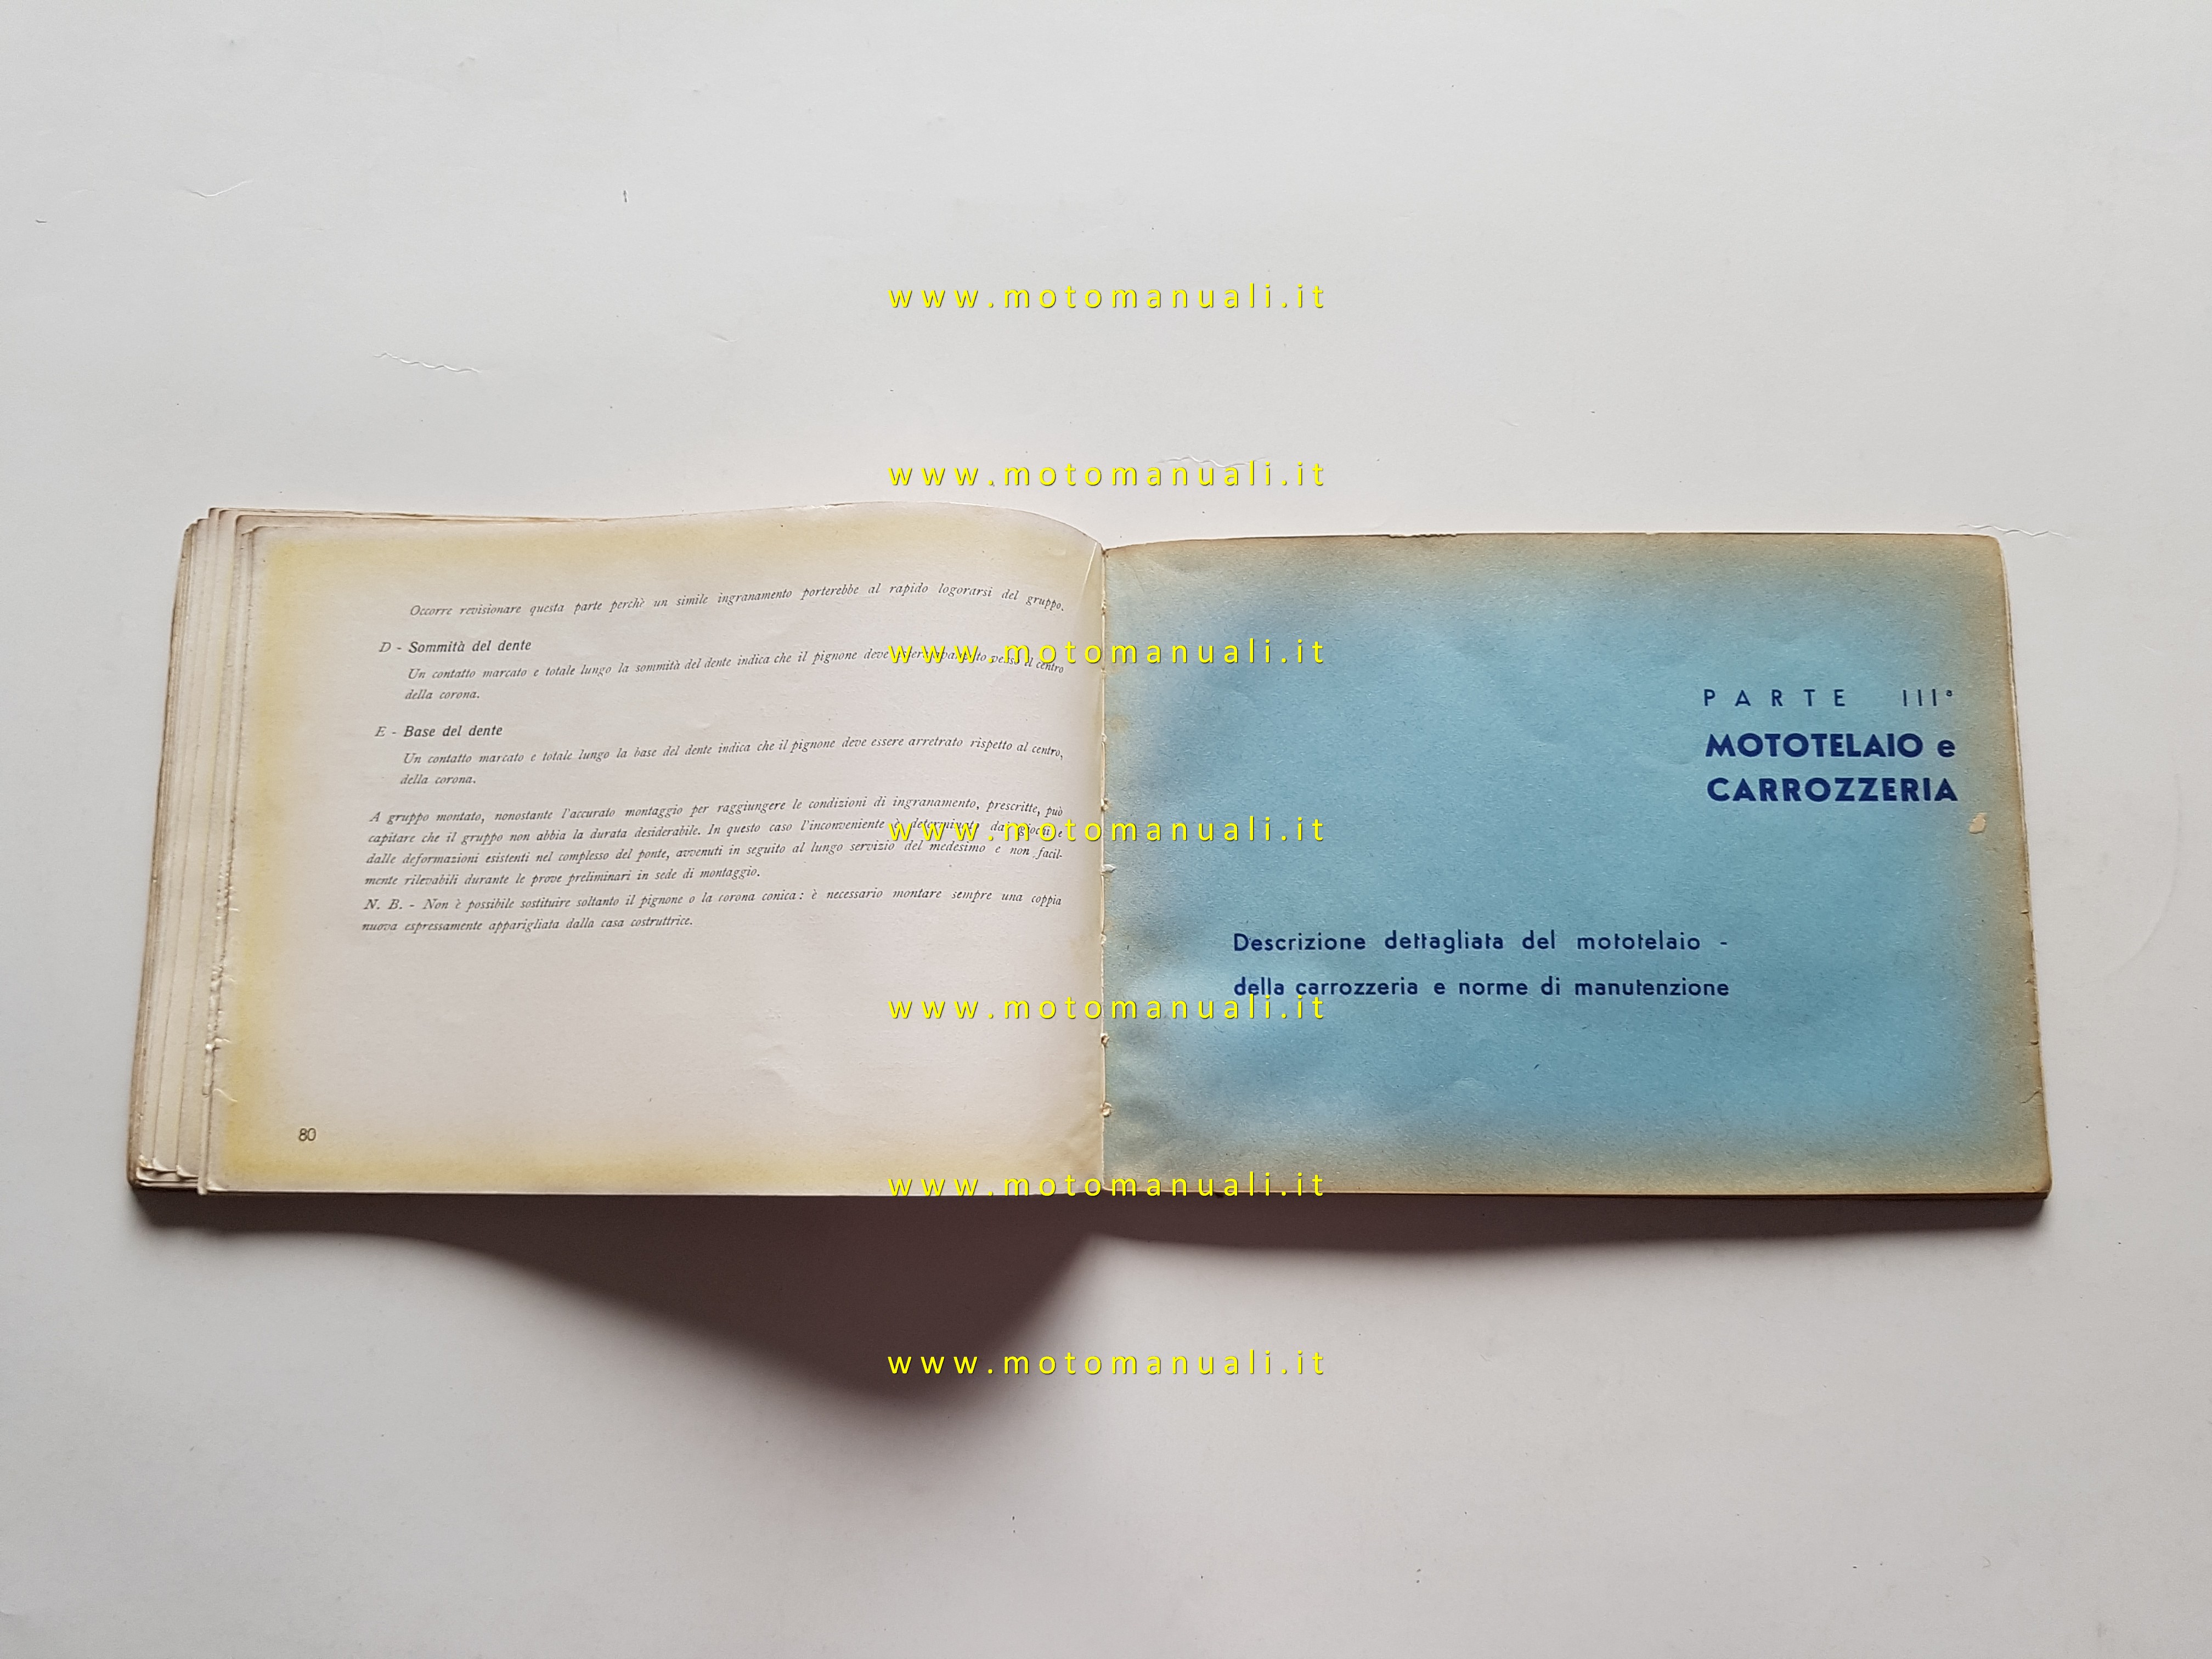 www.motomanuali.it
www.motomanuali.it
Occorre revisionare questa parte perchè un simile ingranamento porterebbe al rapido logorarsi del gruppo.
D - Sommità del dente
Un contatto marcato e totale lungo la sommità del dente indica che il pignone deve verso il centro
della corona.
E - Base del dente
Un contatto marcato e totale lungo la base del dente indica che il pignone deve essere arretrato rispetto al centro,
della corona.
A gruppo montato, nonostante l'accurato montaggio per raggiungere le condizioni di ingranamento, prescritte, può
capitare che il gruppo non abbia la durata desiderabile. In questo caso l'inconveniente è e
dalle deformazioni esistenti nel complesso del ponte, avvenuti in seguito al lungo servizio del medesimo e non facil-
mente rilevabili durante le prove preliminari in sede di montaggio.
N. B. - Non è possibile sostituire soltanto il pignone o la corona conica: è necessario montare sempre una coppia
nuova espressamente apparigliata dalla casa costruttrice.
80
www.motomanuali.it
www.motomanuali.it
PARTE IIIª
MOTOTELAIO e
CARROZZERIA
Descrizione dettagliata del mototelaio -
della carrozzeria e norme di manutenzione
www.motomanuali.it
www.motomanuali.it
www.motomanuali.it